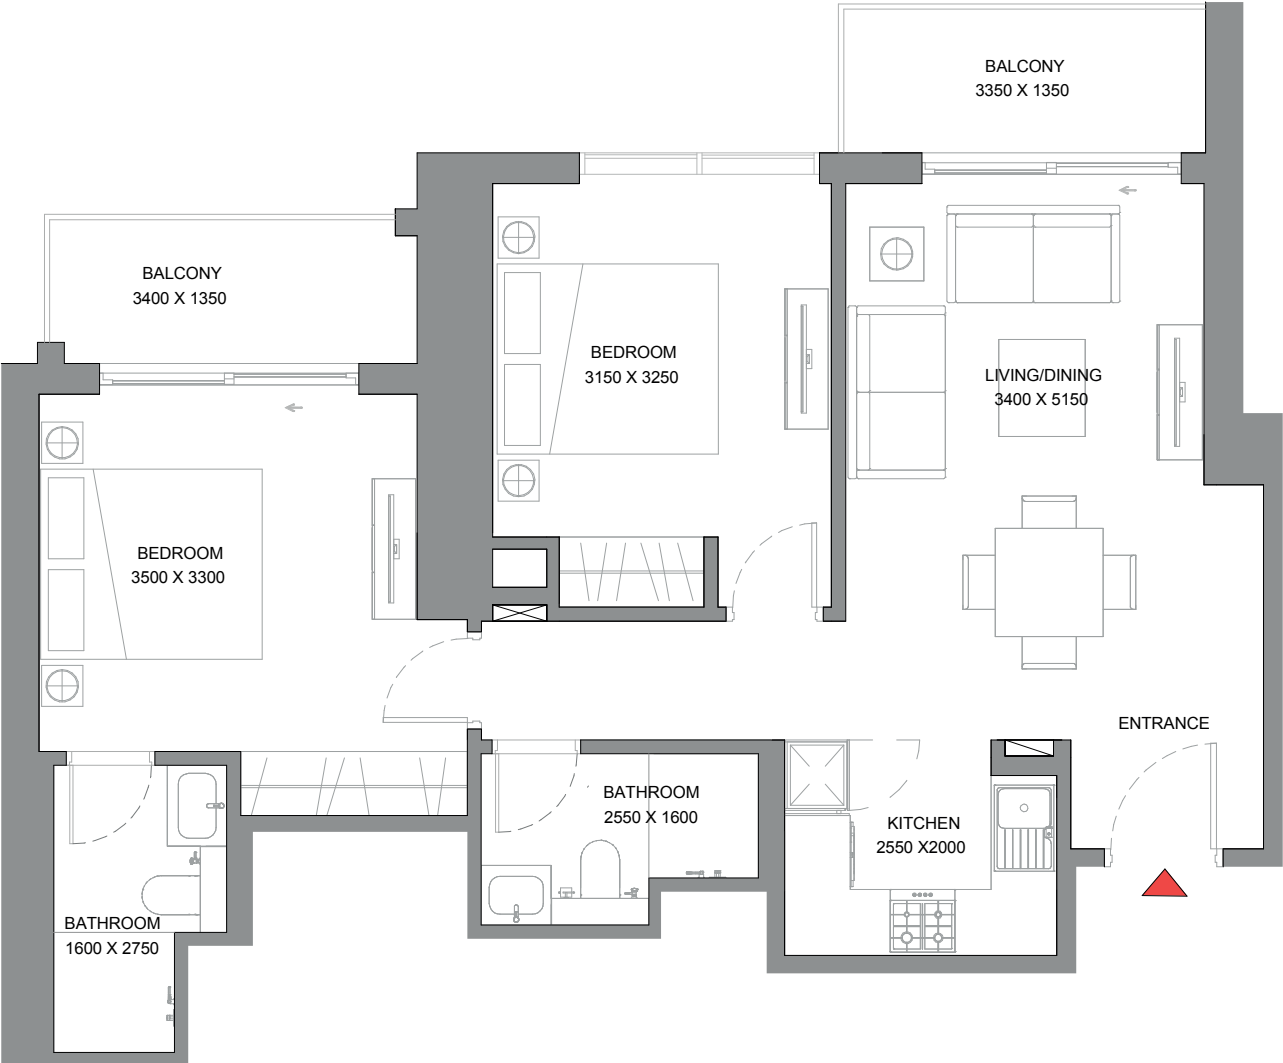 BALCONY
3350 X 1350
BALCONY
3400 X 1350
BEDROOM
3150 X 3250
LIVING/DINING
3400 X 5150
BEDROOM
3500 X 3300
ENTRANCE
BATHROOM
2550 X 1600
KITCHEN
2550 X2000
BATHROOM
1600 X 2750